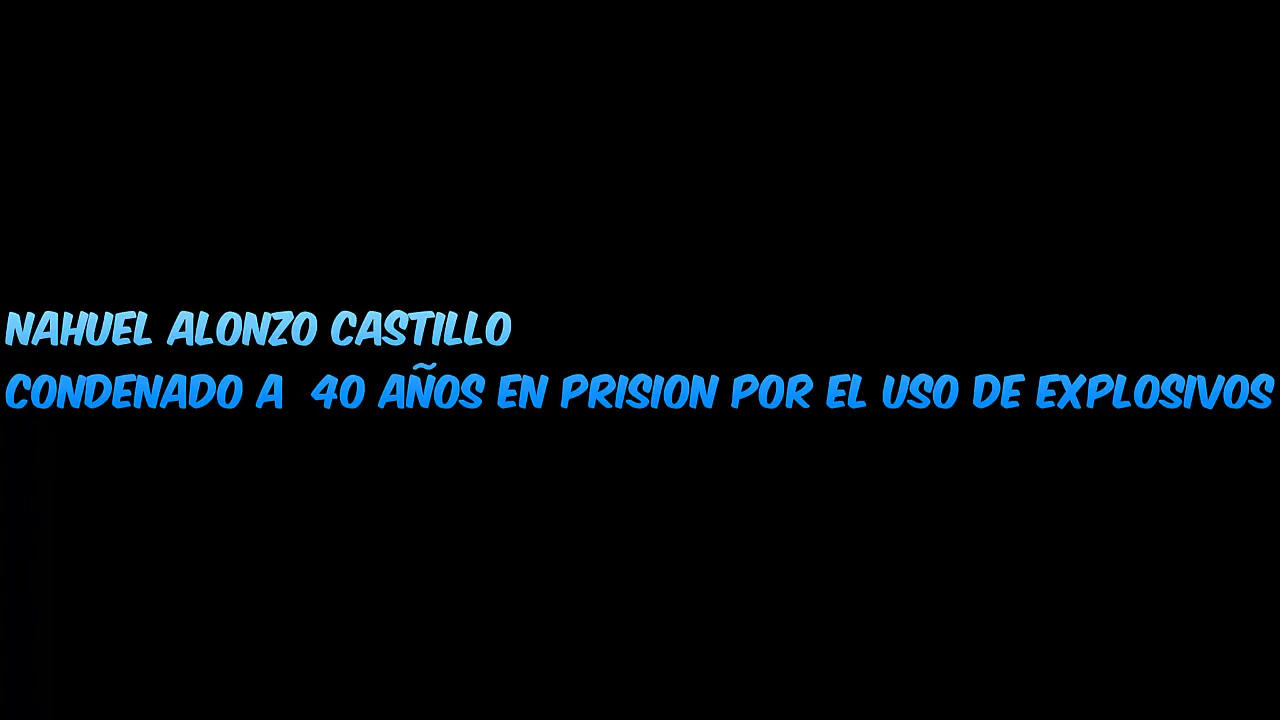 NAHUEL ALONZO CASTILLO
CONDENADO A 40 AÑOS EN PRISION POR EL USO DE EXPLOSIVOS